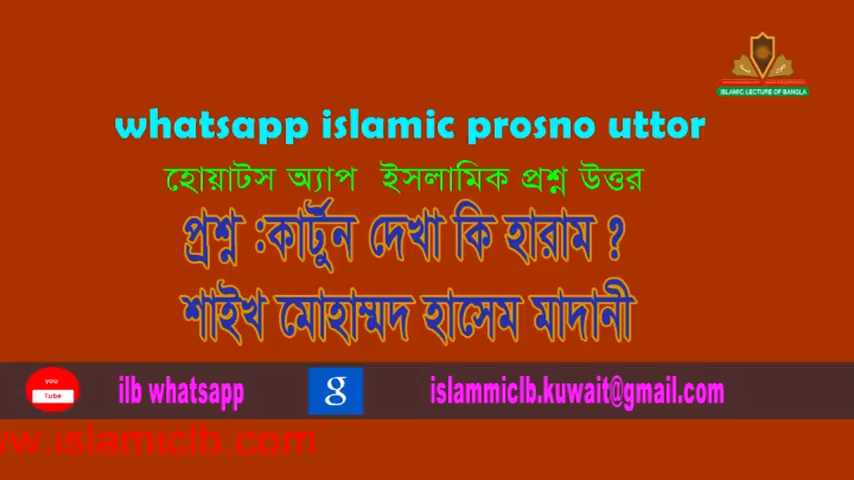 ISLAMIC LECTURE OF BANGLA
whatsapp islamic prosno uttor
হোয়াটস অ্যাপ ইসলামিক প্রশ্ন উত্তর
প্রশ্ন :কার্টুন দেখা কি হারাম ?
শাইখ মোহাম্মদ হাসেম মাদানী
You Tube ilb whatsapp g islammiclb.kuwait@gmail.com
w.islamiclb.com